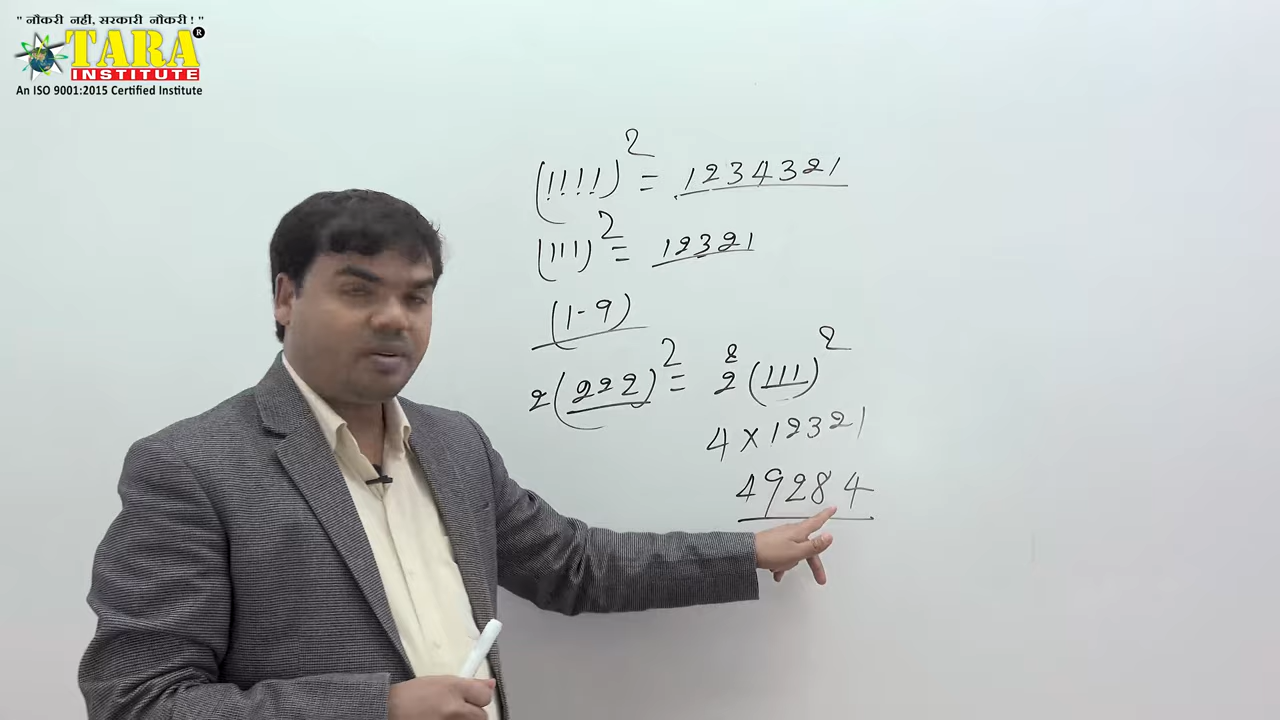 " नौकरी नहीं, सरकारी नौकरी ! "
TARA ®
INSTITUTE
An ISO 9001:2015 Certified Institute
(1111)² = 1234321
(111)² = 12321
(1-9)
2(222)² = 2²(111)²
4 × 12321
49284